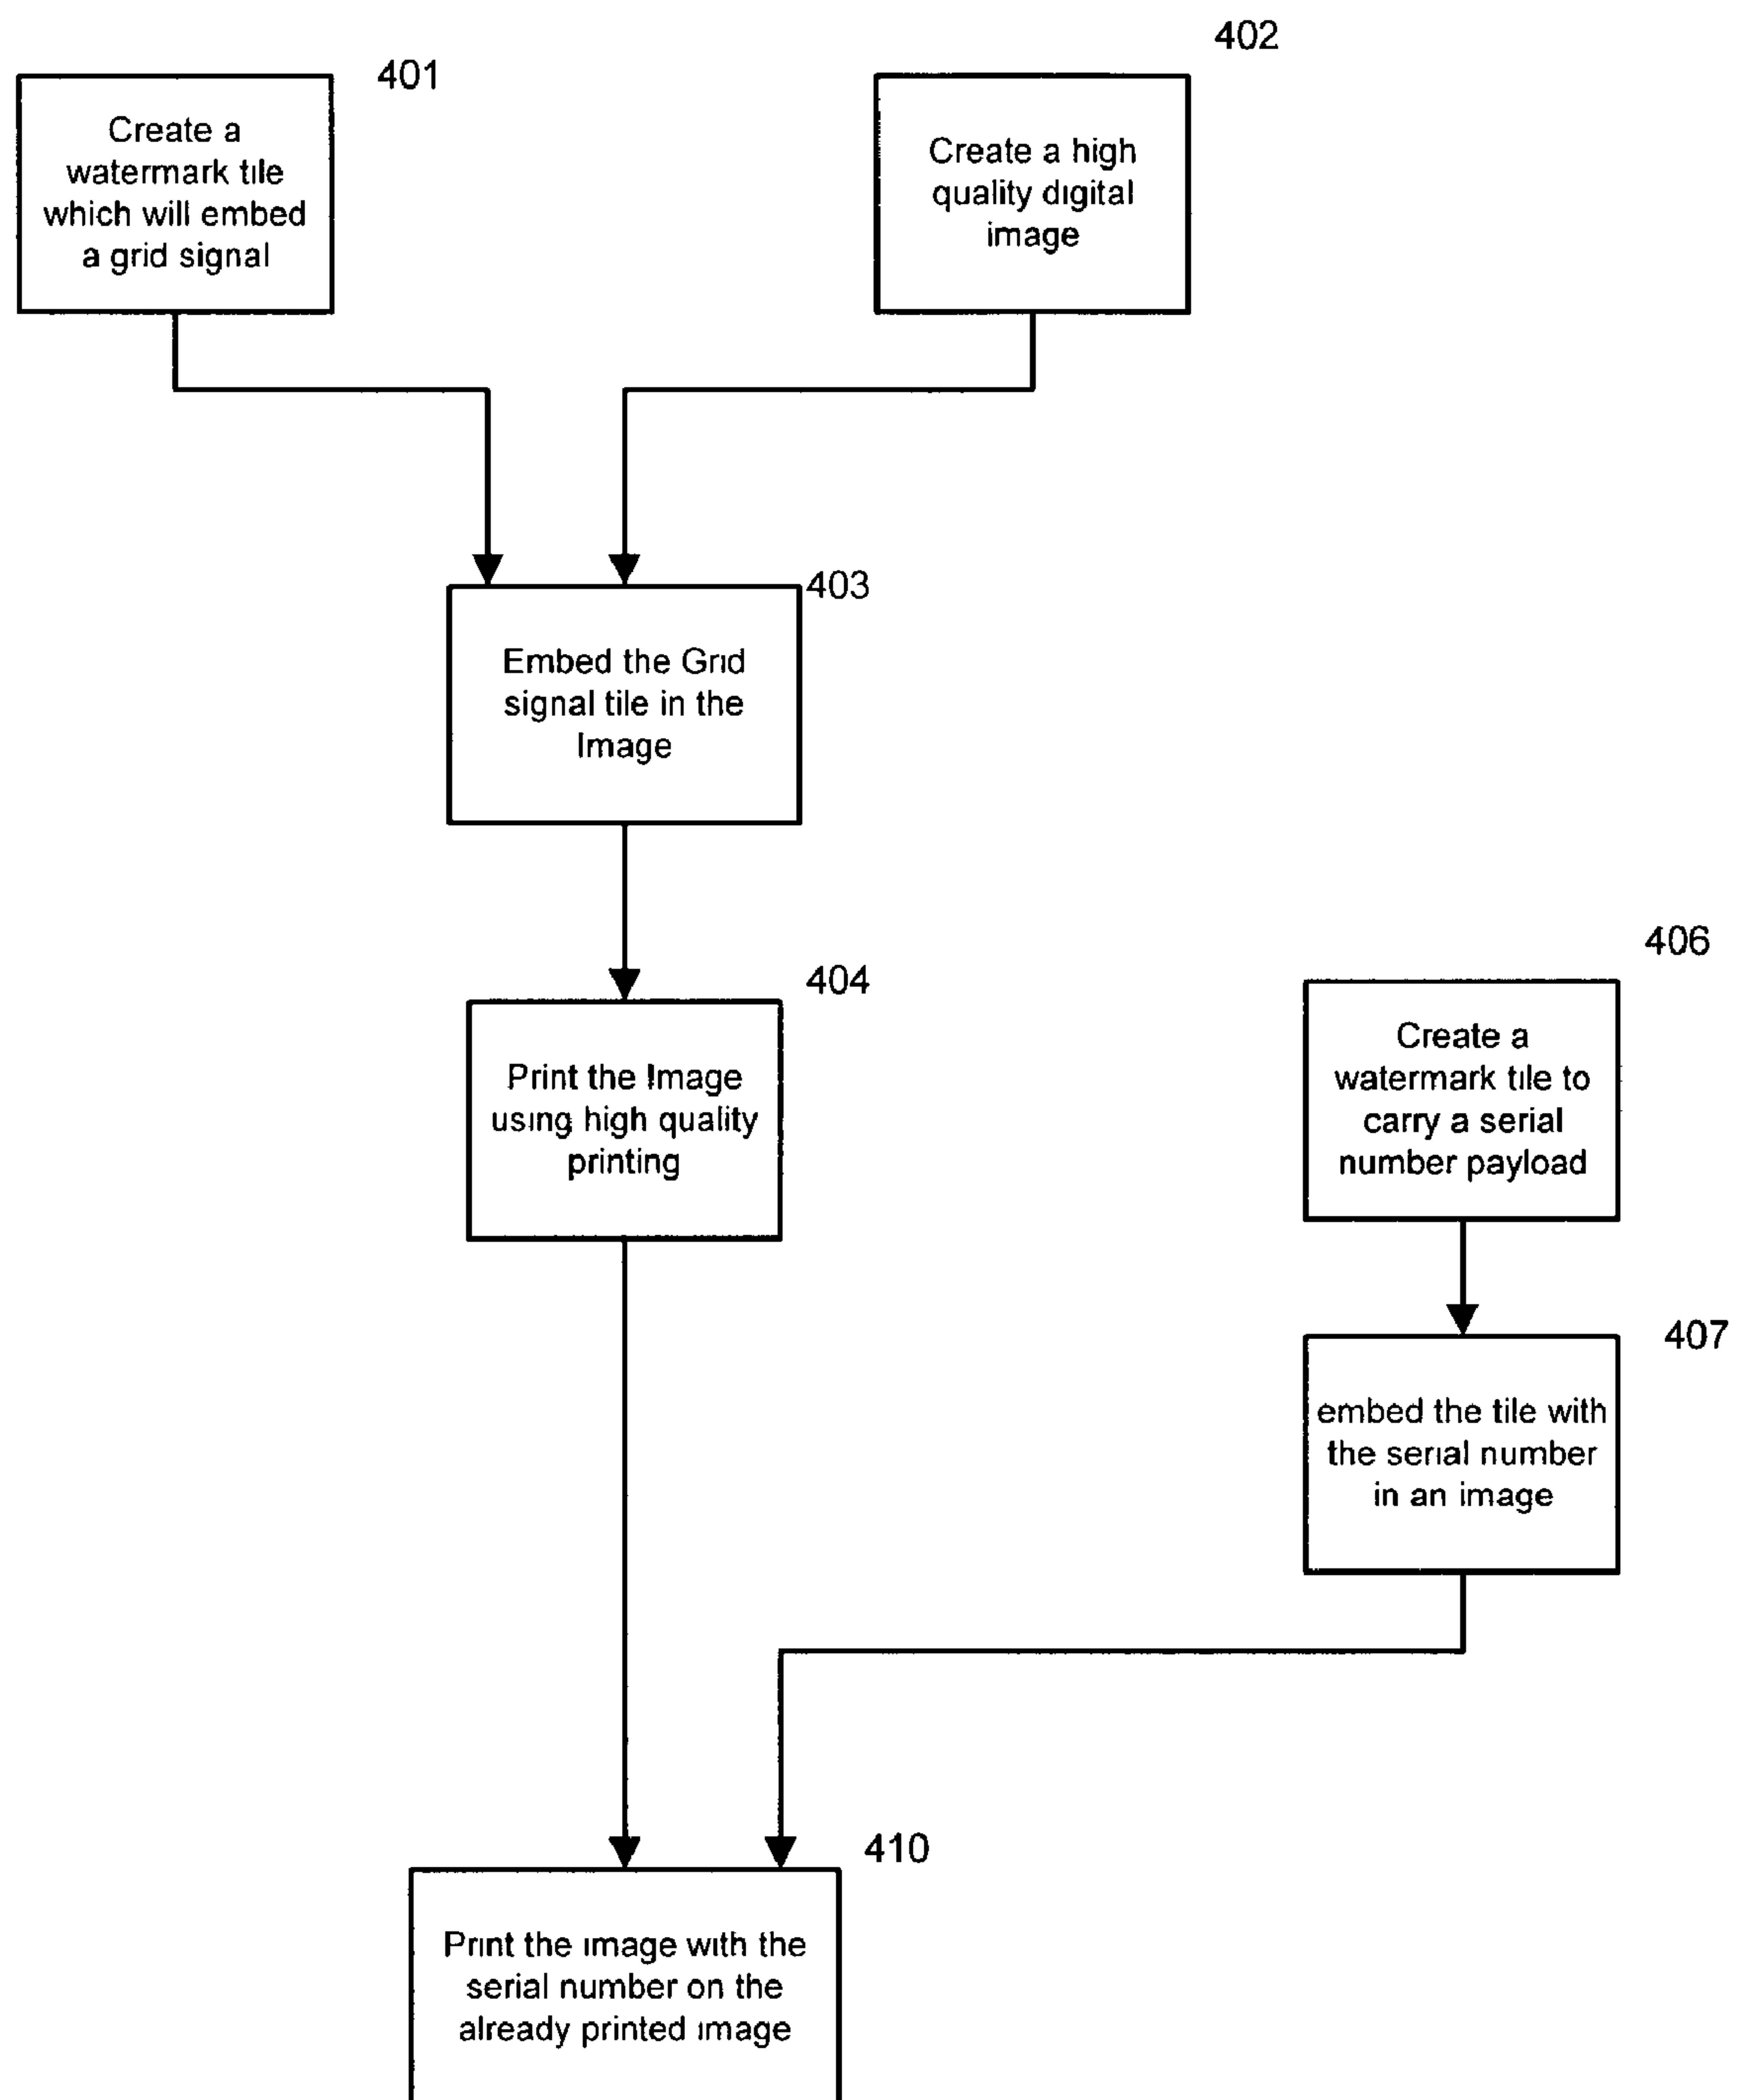 401
Create a
watermark tile
which will embed
a grid signal
402
Create a high
quality digital
image
403
Embed the Grid
signal tile in the
Image
404
Print the Image
using high quality
printing
406
Create a
watermark tile to
carry a serial
number payload
407
embed the tile with
the serial number
in an image
410
Print the image with the
serial number on the
already printed image